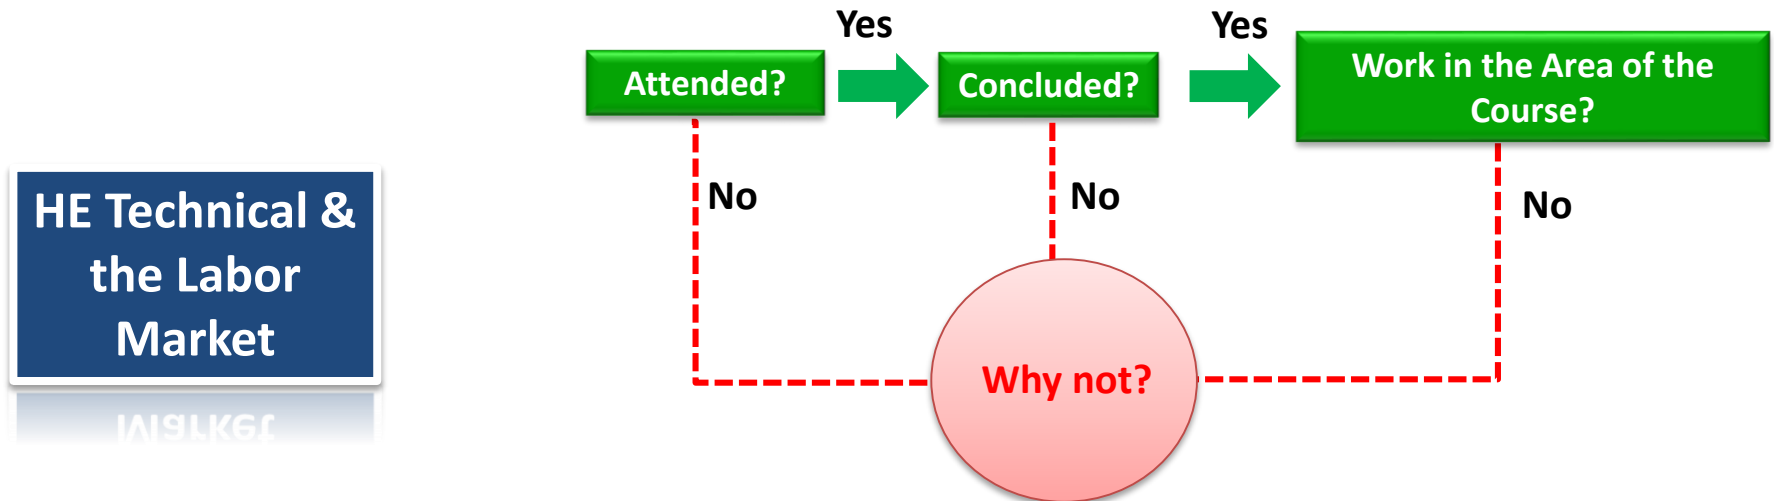 Yes
Yes
Attended?
Concluded?
Work in the Area of the
Course?
No
No
No
HE Technical &
the Labor
Market
Why not?